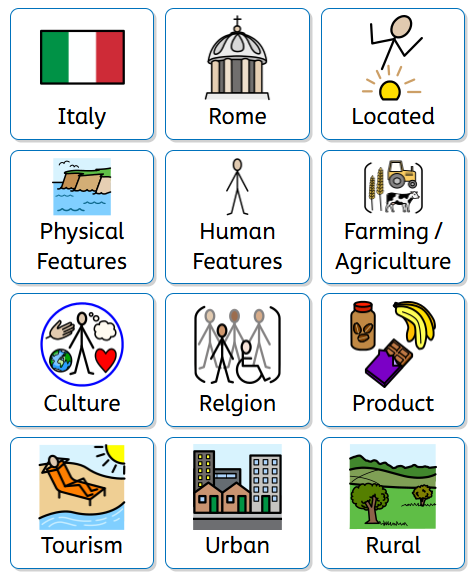 Italy
Rome
Located
Physical
Features
Human
Features
Farming /
Agriculture
Culture
Relgion
Product
Tourism
Urban
Rural